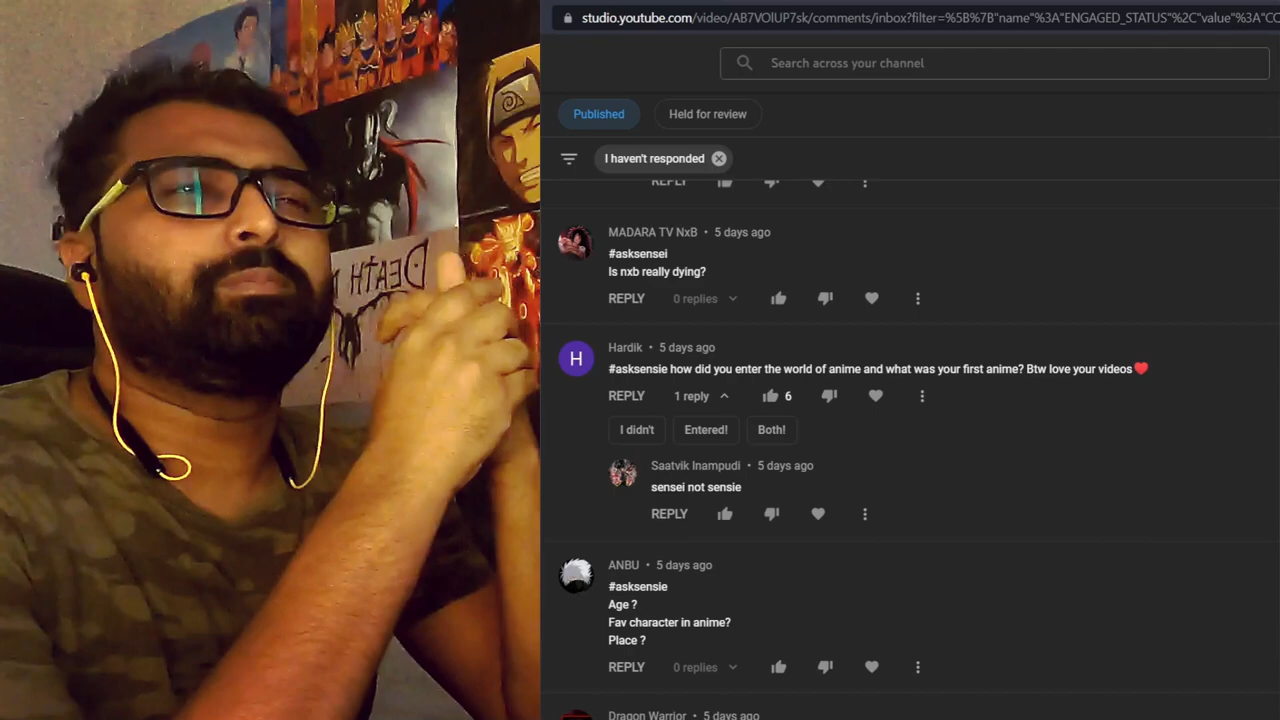 DEATH
studio.youtube.com/video/AB7VOlUP7sk/comments/inbox?filter=%5B%7B"name"%3A"ENGAGED_STATUS"%2C"value"%3A"CO
Search across your channel
Published
Held for review
I haven't responded
REPLY
MADARA TV NxB • 5 days ago
#asksensei
Is nxb really dying?
REPLY 0 replies
H
Hardik • 5 days ago
#asksensie how did you enter the world of anime and what was your first anime? Btw love your videos❤️
REPLY 1 reply 6
I didn't Entered! Both!
Saatvik Inampudi • 5 days ago
sensei not sensie
REPLY
ANBU • 5 days ago
#asksensie
Age ?
Fav character in anime?
Place ?
REPLY 0 replies
Dragon Warrior • 5 days ago